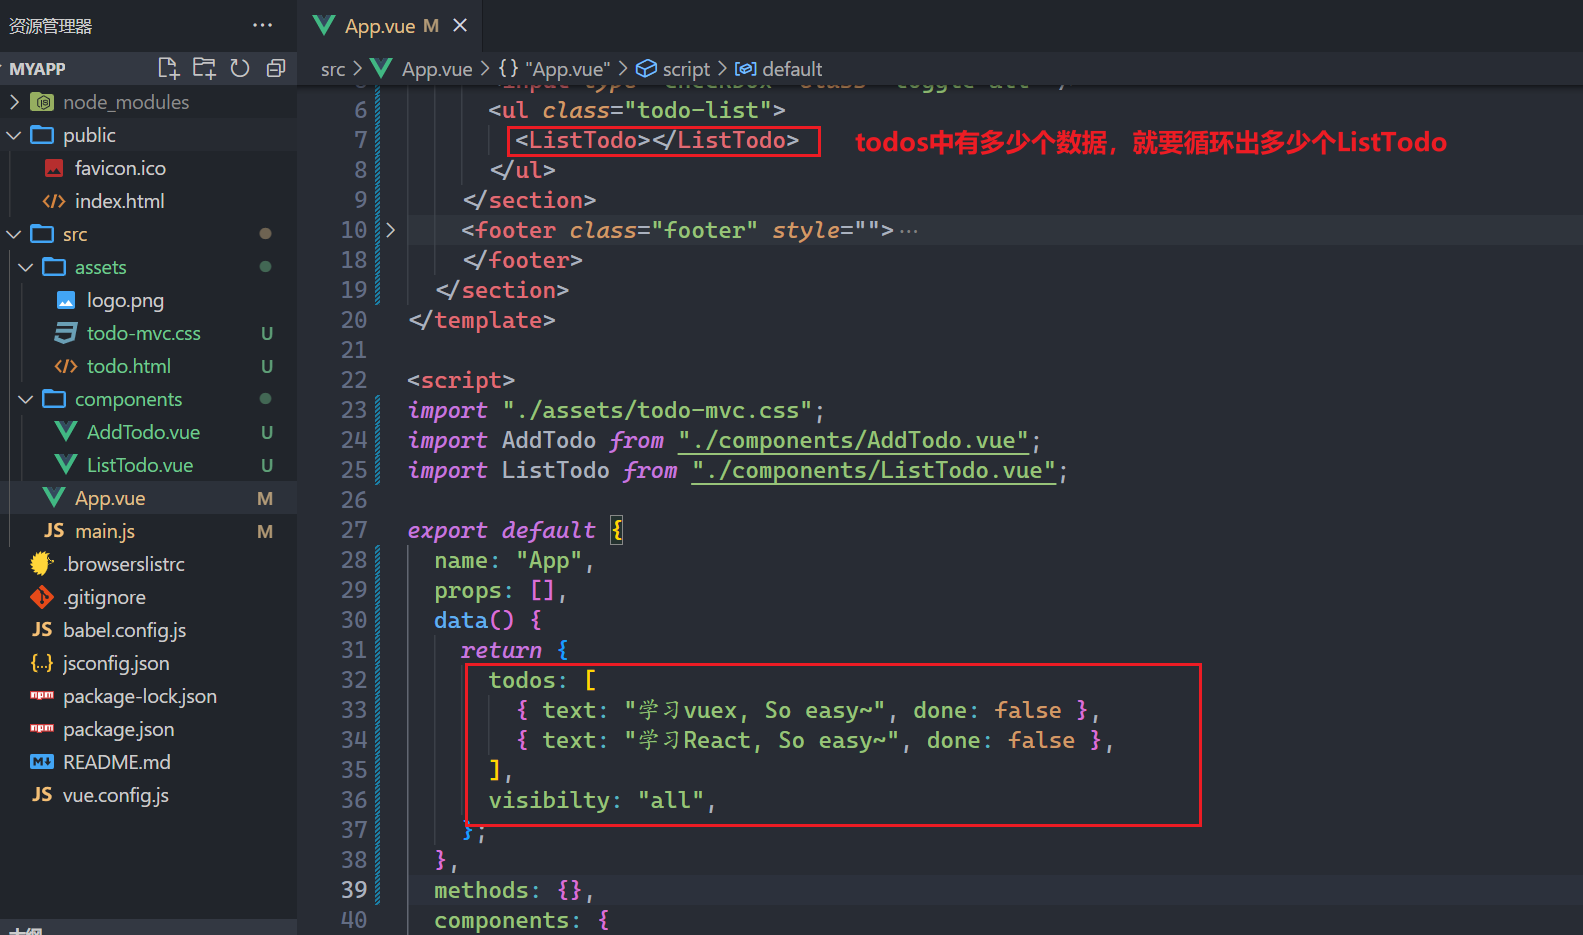 资源管理器
···
App.vue M
MYAPP
src > App.vue > {} "App.vue" > script > default
node_modules
public
favicon.ico
index.html
src
assets
logo.png
todo-mvc.css U
todo.html U
components
AddTodo.vue U
ListTodo.vue U
App.vue M
JS main.js M
.browserslistrc
.gitignore
JS babel.config.js
{..} jsconfig.json
npm package-lock.json
npm package.json
README.md
JS vue.config.js
6 <ul class="todo-list">
7 <ListTodo></ListTodo> todos中有多少个数据，就要循环出多少个ListTodo
8 </ul>
9 </section>
10 <footer class="footer" style="">···
18 </footer>
19 </section>
20 </template>
21
22 <script>
23 import "./assets/todo-mvc.css";
24 import AddTodo from "./components/AddTodo.vue";
25 import ListTodo from "./components/ListTodo.vue";
26
27 export default {
28 name: "App",
29 props: [],
30 data() {
31 return {
32 todos: [
33 { text: "学习vuex, So easy~", done: false },
34 { text: "学习React, So easy~", done: false },
35 ],
36 visibilty: "all",
37 };
38 },
39 methods: {},
40 components: {